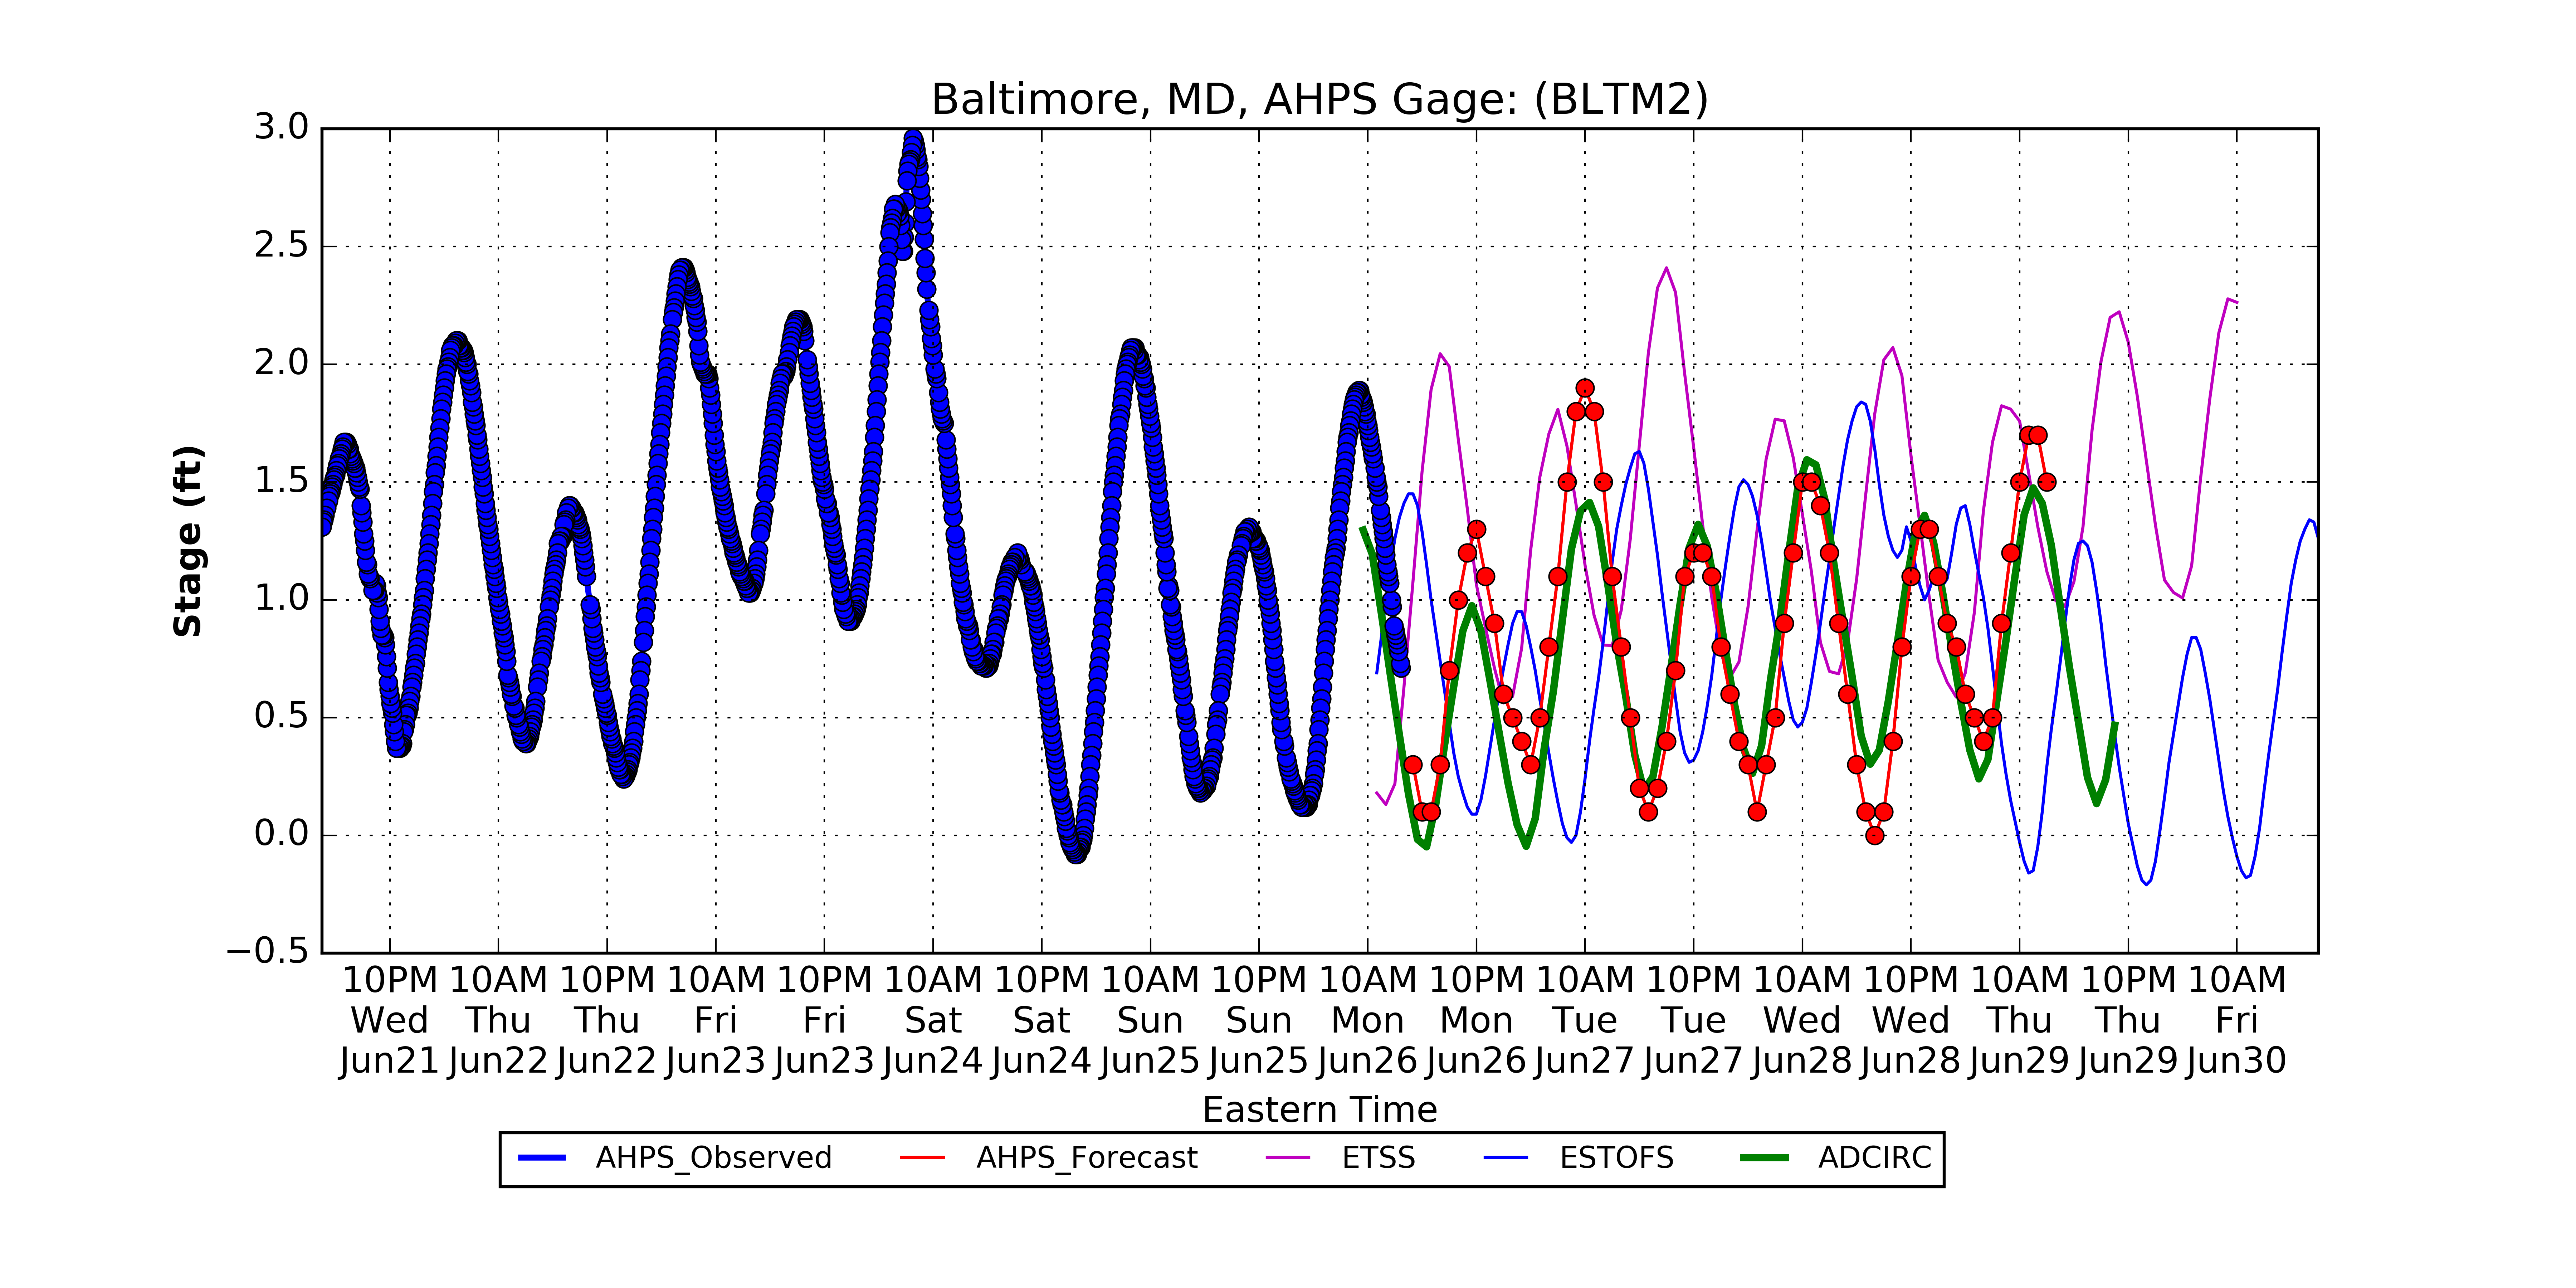 Baltimore, MD, AHPS Gage: (BLTM2)
3.0
2.5
2.0
1.5
1.0
0.5
0.0
−0.5
Stage (ft)
10PM 10AM 10PM 10AM 10PM 10AM 10PM 10AM 10PM 10AM 10PM 10AM 10PM 10AM 10PM 10AM 10PM 10AM
Wed Thu Thu Fri Fri Sat Sat Sun Sun Mon Mon Tue Tue Wed Wed Thu Thu Fri
Jun21 Jun22 Jun22 Jun23 Jun23 Jun24 Jun24 Jun25 Jun25 Jun26 Jun26 Jun27 Jun27 Jun28 Jun28 Jun29 Jun29 Jun30
Eastern Time
AHPS_Observed AHPS_Forecast ETSS ESTOFS ADCIRC